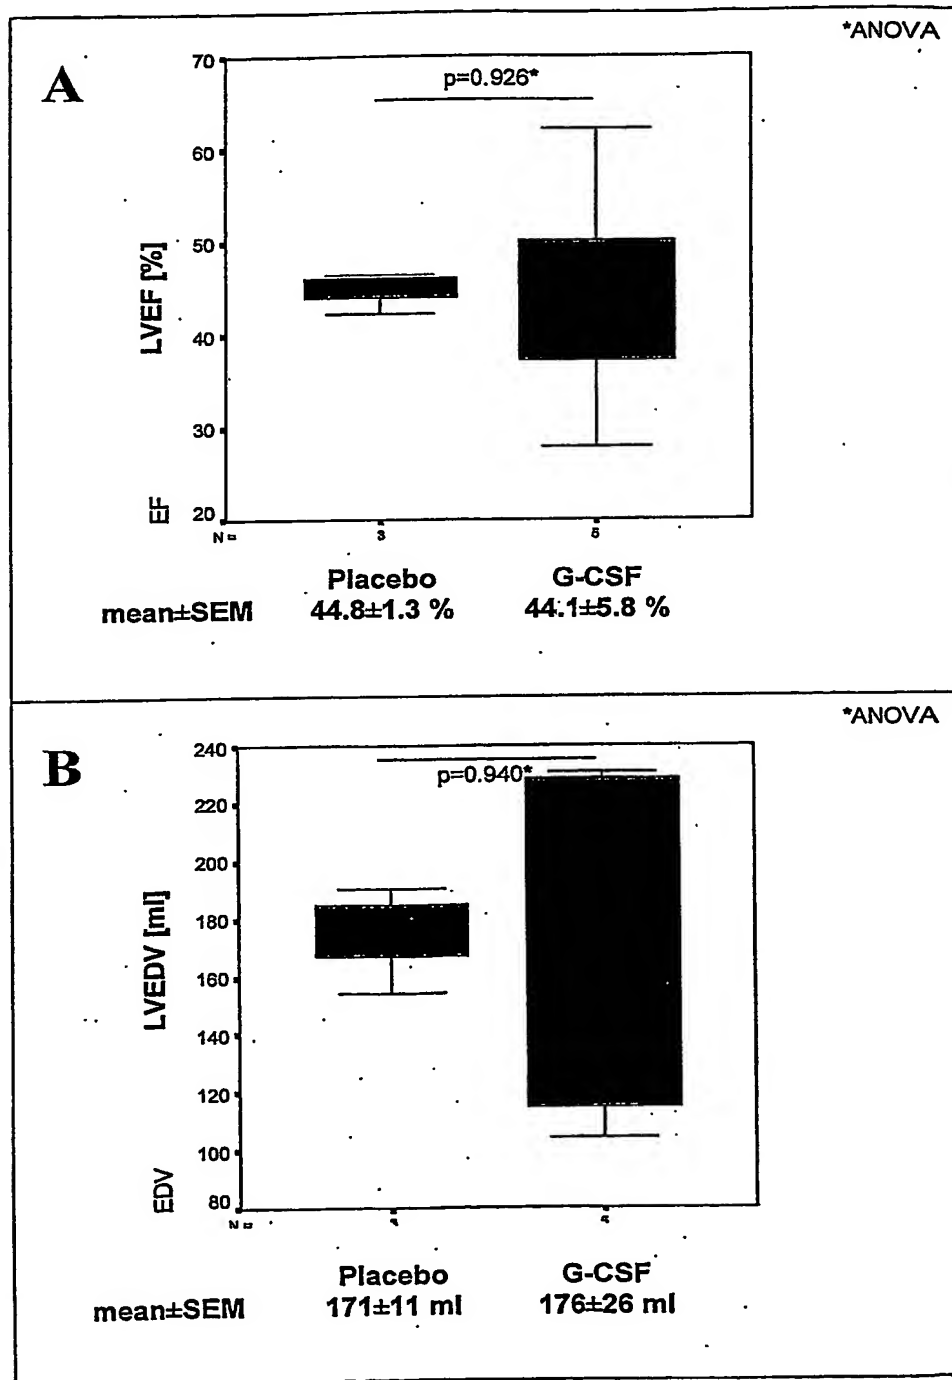 *ANOVA
A
70
p=0.926*
60
50
LVEF [%]
40
30
EF
20
N =
3
5
Placebo
G-CSF
mean±SEM
44.8±1.3 %
44.1±5.8 %
*ANOVA
B
240
p=0.940*
220
200
180
LVEDV [ml]
160
140
120
100
EDV
80
N =
Placebo
G-CSF
mean±SEM
171±11 ml
176±26 ml